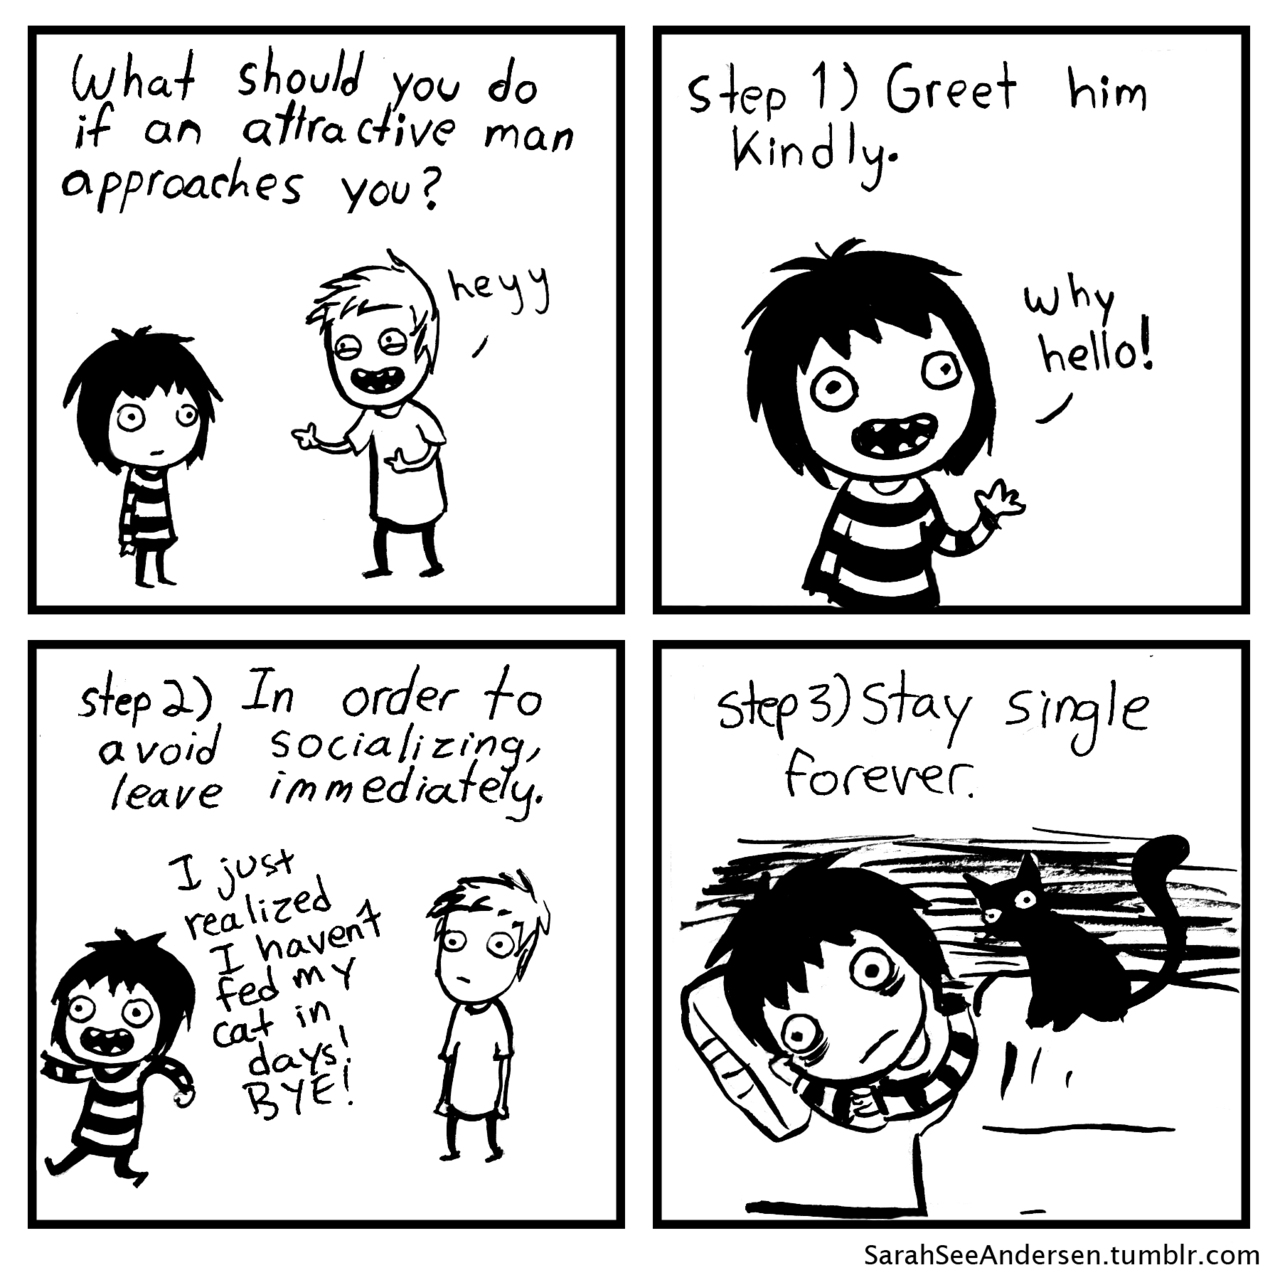 What should you do
if an attractive man
approaches you?
heyy
step 1) Greet him
kindly.
why
hello!
step 2) In order to
avoid socializing,
leave immediately.
I just
realized
I haven't
fed my
cat in
days!
BYE!
step 3) Stay single
forever.
SarahSeeAndersen.tumblr.com